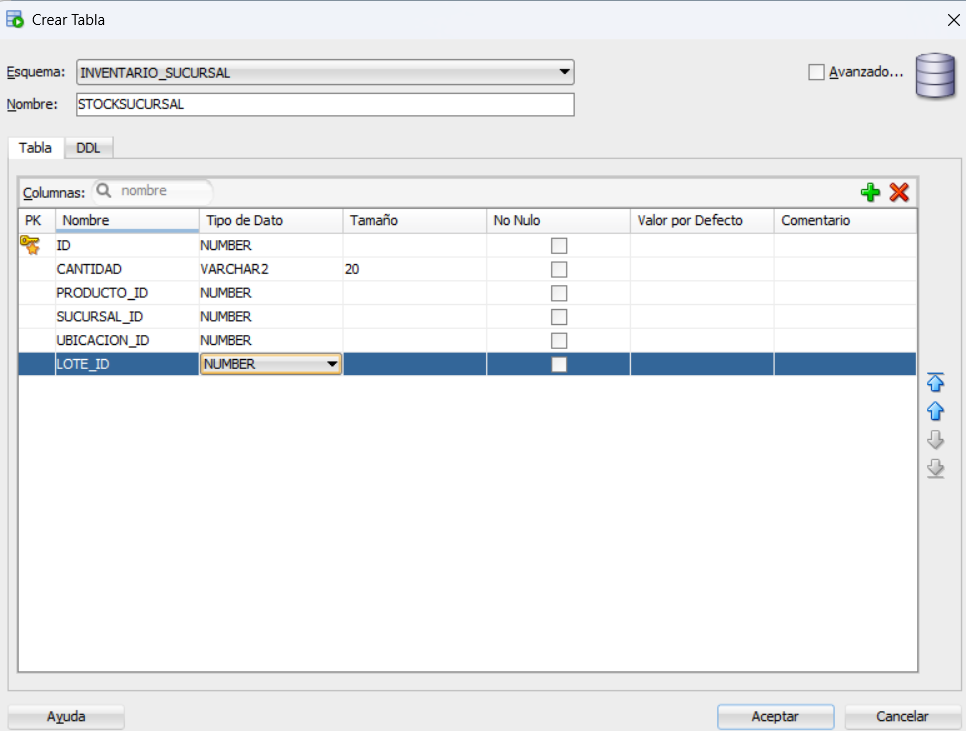 Crear Tabla
Esquema: INVENTARIO_SUCURSAL Avanzado...
Nombre: STOCKSUCURSAL
Tabla DDL
Columnas: nombre
PK Nombre Tipo de Dato Tamaño No Nulo Valor por Defecto Comentario
ID NUMBER
CANTIDAD VARCHAR2 20
PRODUCTO_ID NUMBER
SUCURSAL_ID NUMBER
UBICACION_ID NUMBER
LOTE_ID NUMBER
Ayuda Aceptar Cancelar